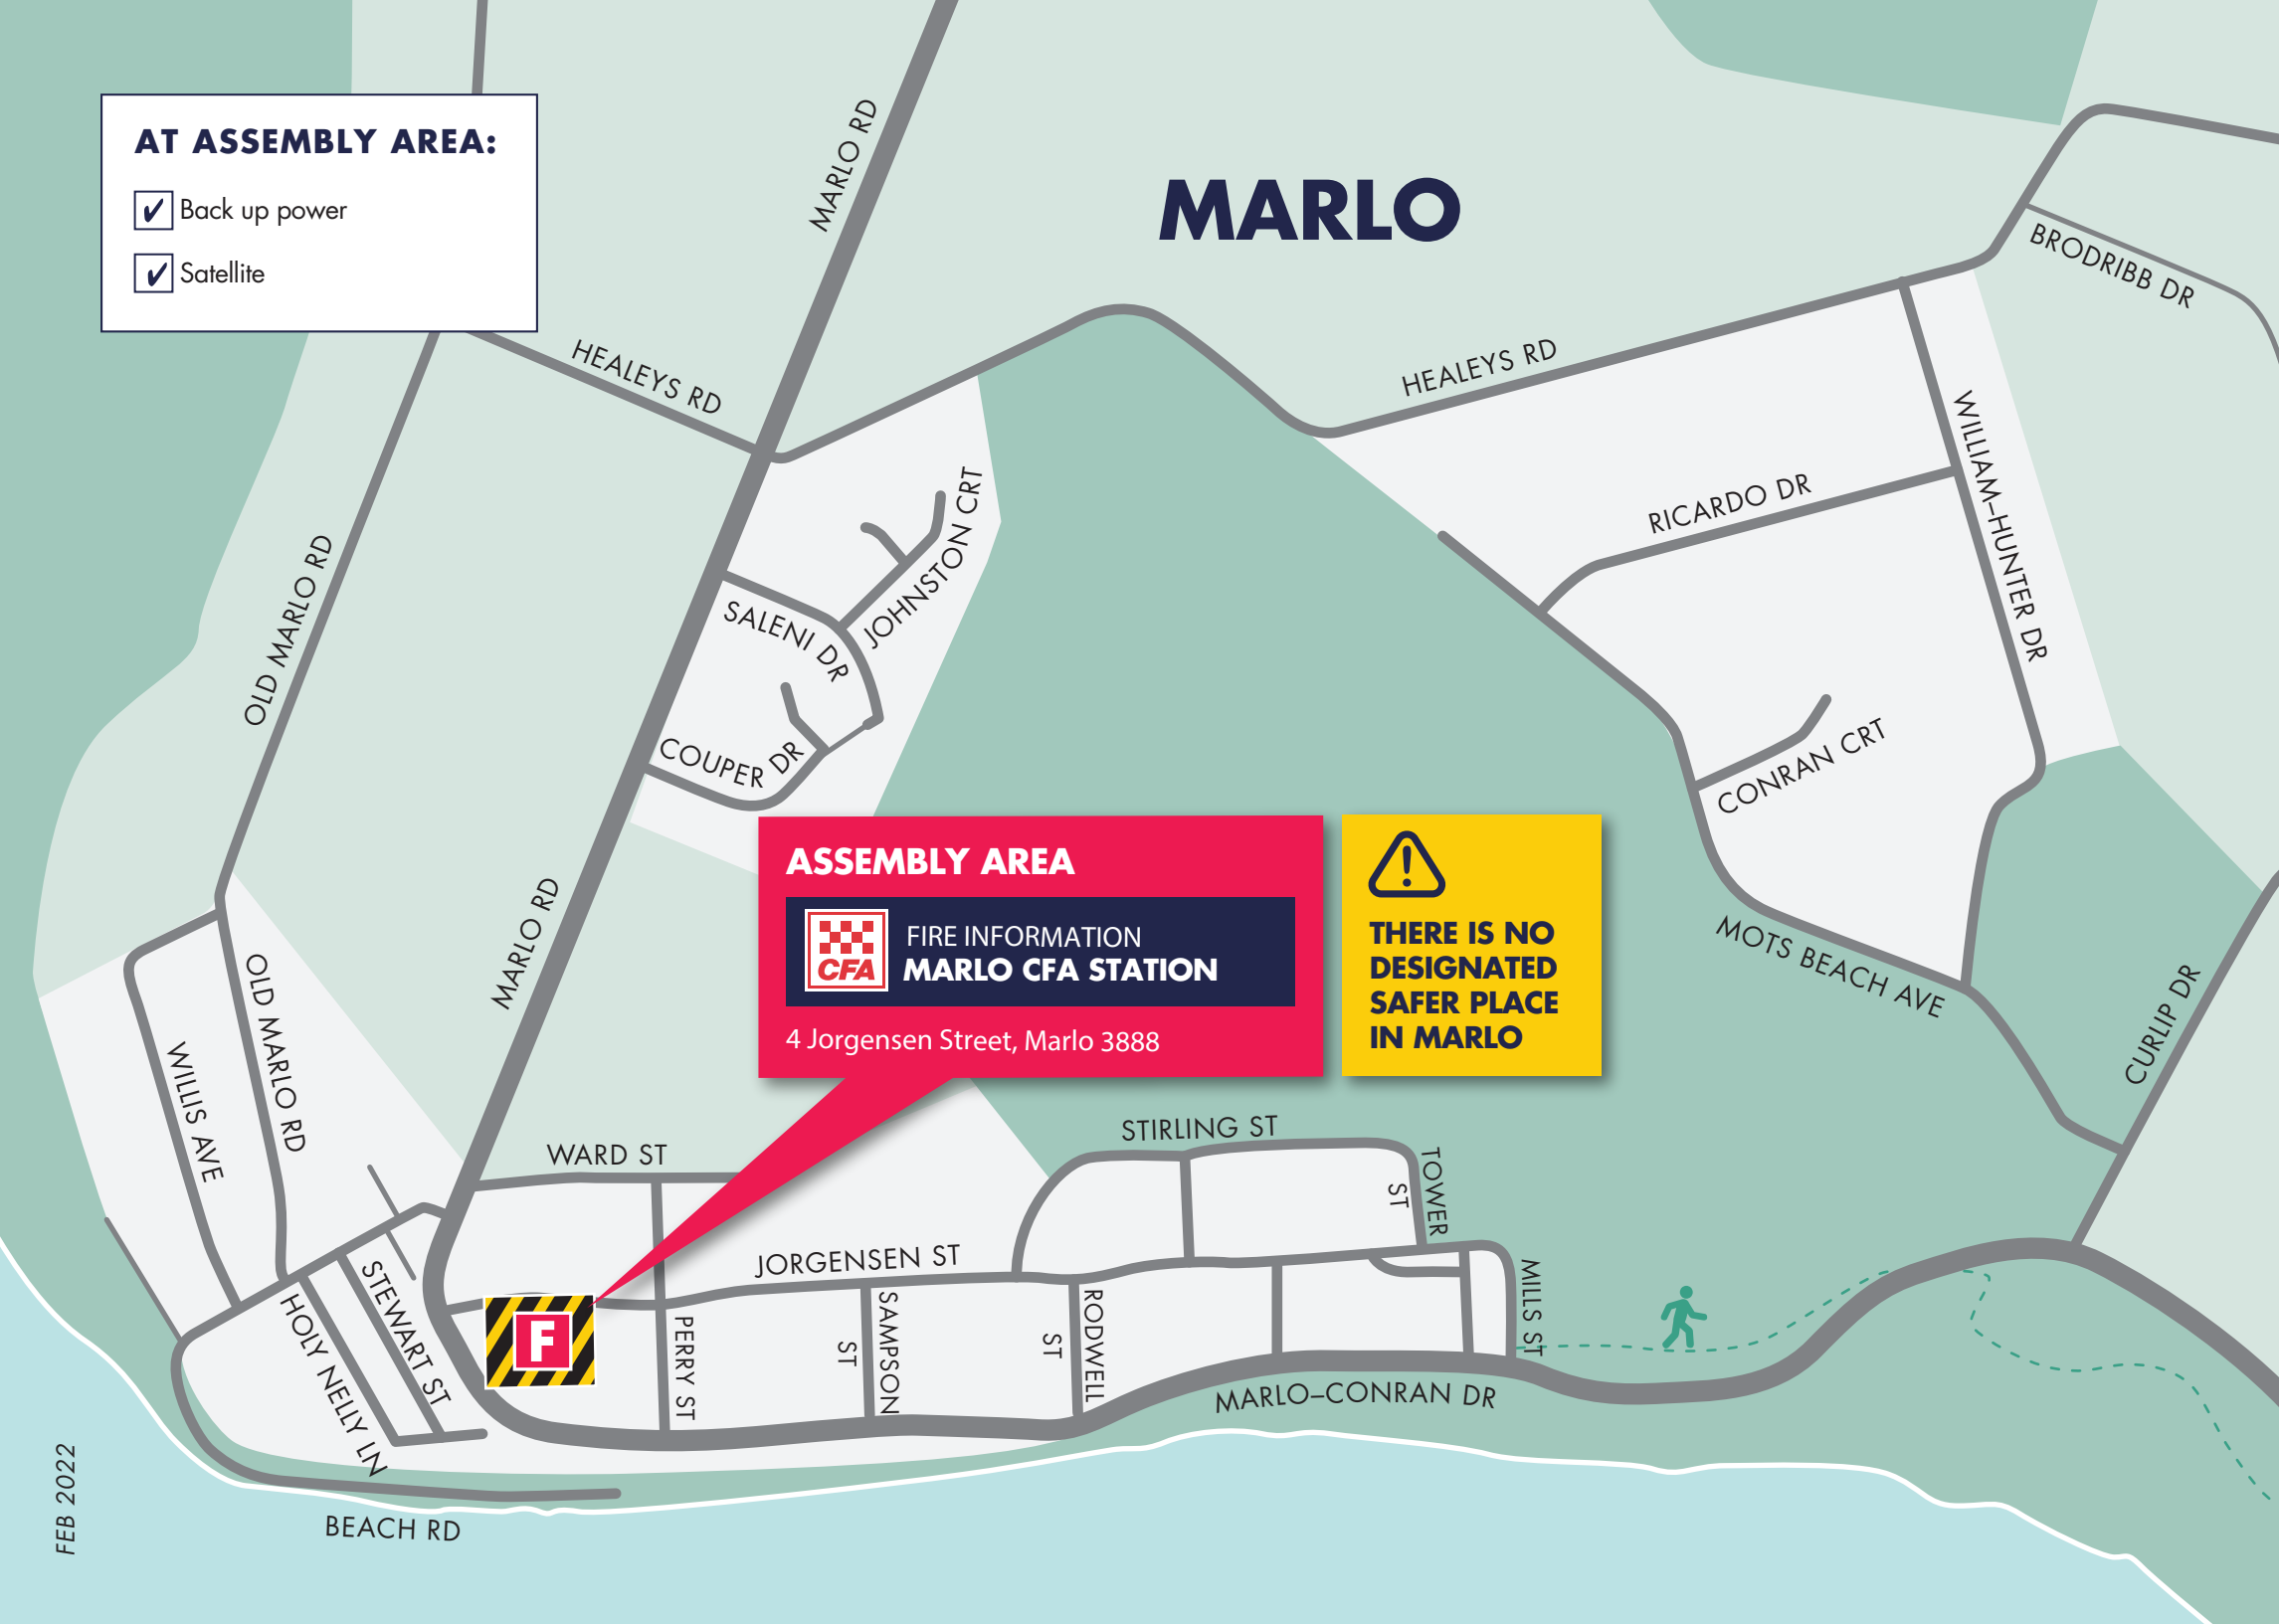 AT ASSEMBLY AREA:
✓ Back up power
✓ Satellite
MARLO
MARLO RD
HEALEYS RD
HEALEYS RD
BRODRIBB DR
WILLIAM–HUNTER DR
RICARDO DR
JOHNSTON CRT
SALENI DR
COUPER DR
OLD MARLO RD
CONRAN CRT
MOTS BEACH AVE
CURLIP DR
MARLO RD
ASSEMBLY AREA
CFA
FIRE INFORMATION
MARLO CFA STATION
4 Jorgensen Street, Marlo 3888
THERE IS NO
DESIGNATED
SAFER PLACE
IN MARLO
OLD MARLO RD
WILLIS AVE
WARD ST
STIRLING ST
TOWER ST
JORGENSEN ST
F
STEWART ST
HOLY NELLY LN
PERRY ST
SAMPSON ST
RODWELL ST
MILLS ST
MARLO–CONRAN DR
BEACH RD
FEB 2022